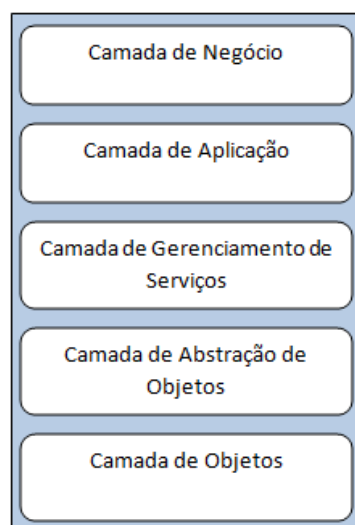 Camada de Negócio
Camada de Aplicação
Camada de Gerenciamento de
Serviços
Camada de Abstração de
Objetos
Camada de Objetos